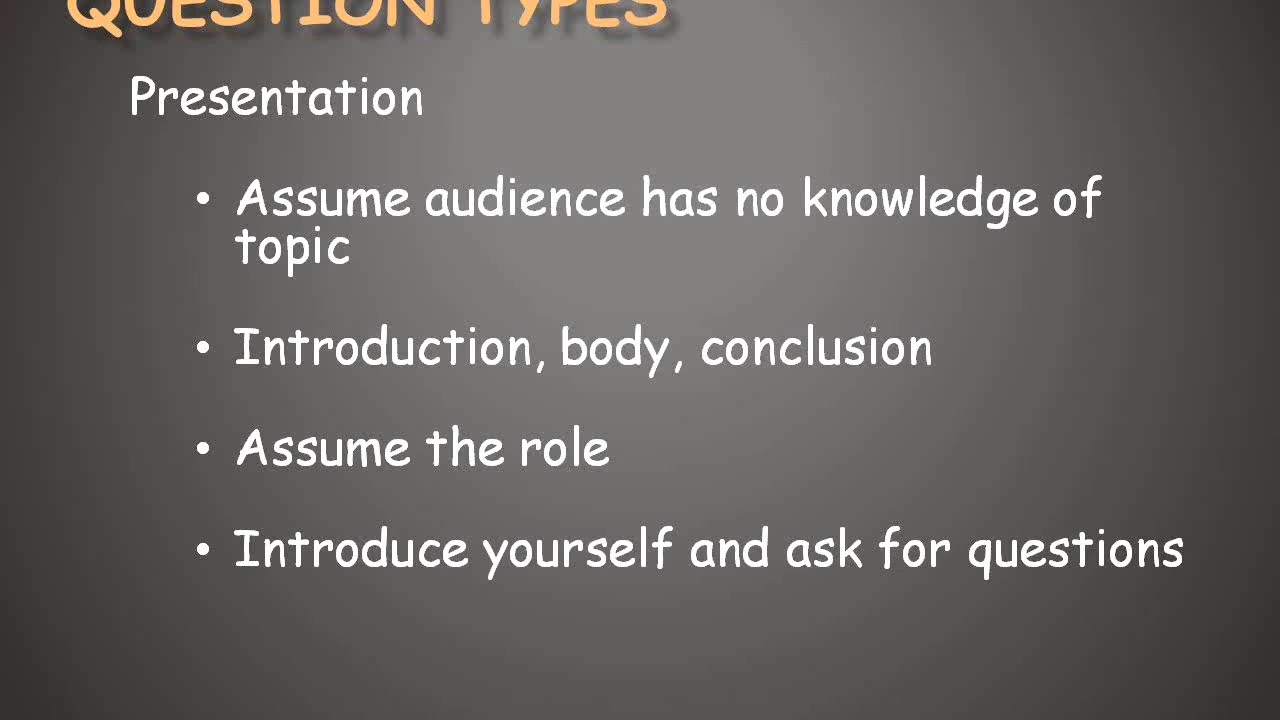 QUESTION TYPES
Presentation
• Assume audience has no knowledge of
topic
• Introduction, body, conclusion
• Assume the role
• Introduce yourself and ask for questions